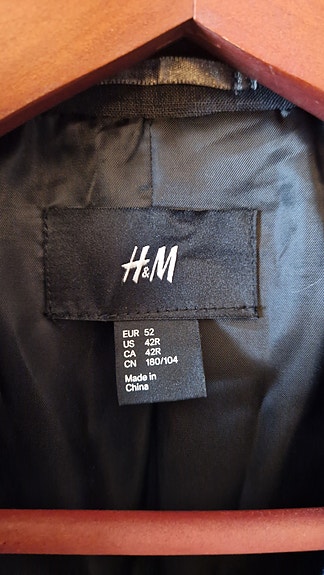 H&M
EUR 52
US 42R
CA 42R
CN 180/104
Made in
China